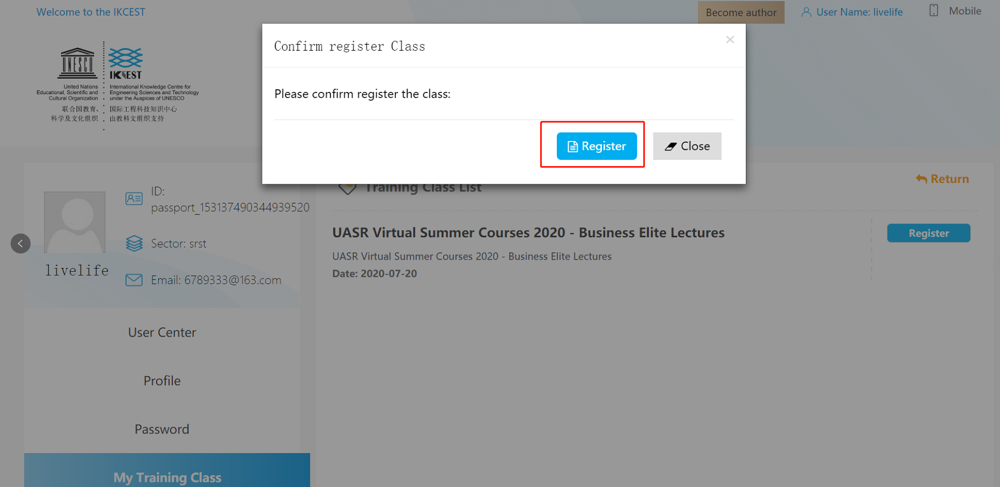 Welcome to the IKCEST
Become author
User Name: livelife
Mobile
UNESCO
IKCEST
United Nations
Educational, Scientific and
Cultural Organization
International Knowledge Centre for
Engineering Sciences and Technology
under the Auspices of UNESCO
联合国教育、
科学及文化组织
国际工程科技知识中心
由教科文组织支持
Confirm register Class
×
Please confirm register the class:
Register
Close
ID:
passport_153137490344939520
Sector: srst
livelife
Email: 6789333@163.com
User Center
Profile
Password
My Training Class
Training Class List
Return
UASR Virtual Summer Courses 2020 - Business Elite Lectures
Register
UASR Virtual Summer Courses 2020 - Business Elite Lectures
Date: 2020-07-20